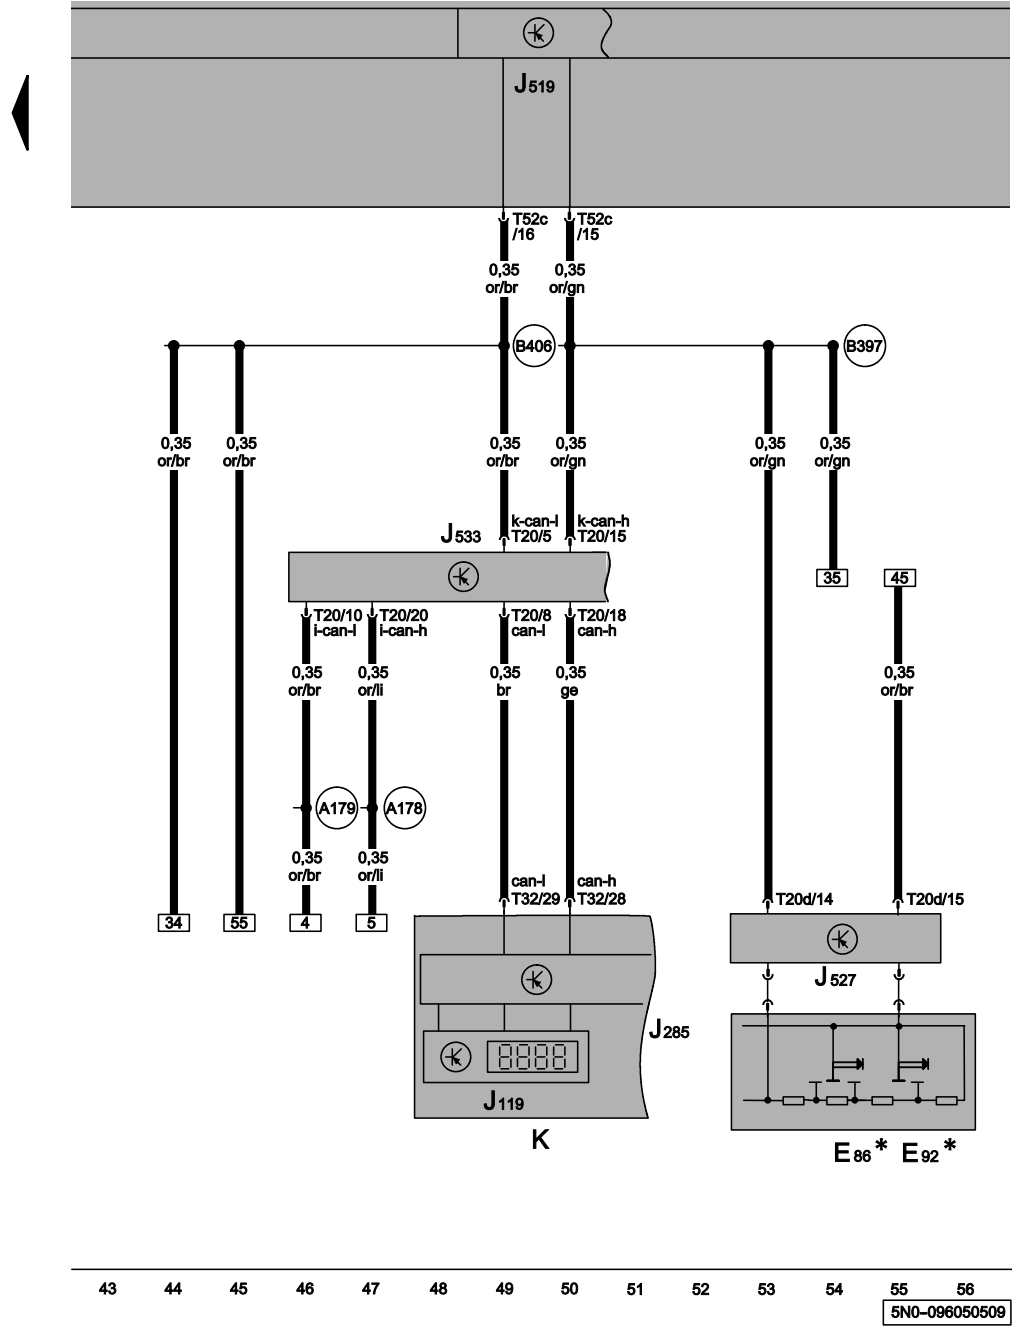 J519
T52c T52c
/16 /15
0,35 0,35
or/br or/gn
B406 B397
0,35 0,35 0,35 0,35 0,35 0,35
or/br or/br or/br or/gn or/gn or/gn
k-can-l k-can-h
J533 T20/5 T20/15
35 45
T20/10 T20/20 T20/8 T20/18
i-can-l i-can-h can-l can-h
0,35 0,35 0,35 0,35 0,35
or/br or/li br ge or/br
A179 A178
0,35 0,35
or/br or/li
can-l can-h
T32/29 T32/28 T20d/14 T20d/15
34 55 4 5
J527
J285
8888
J119
K E86* E92*
43 44 45 46 47 48 49 50 51 52 53 54 55 56
5N0-096050509